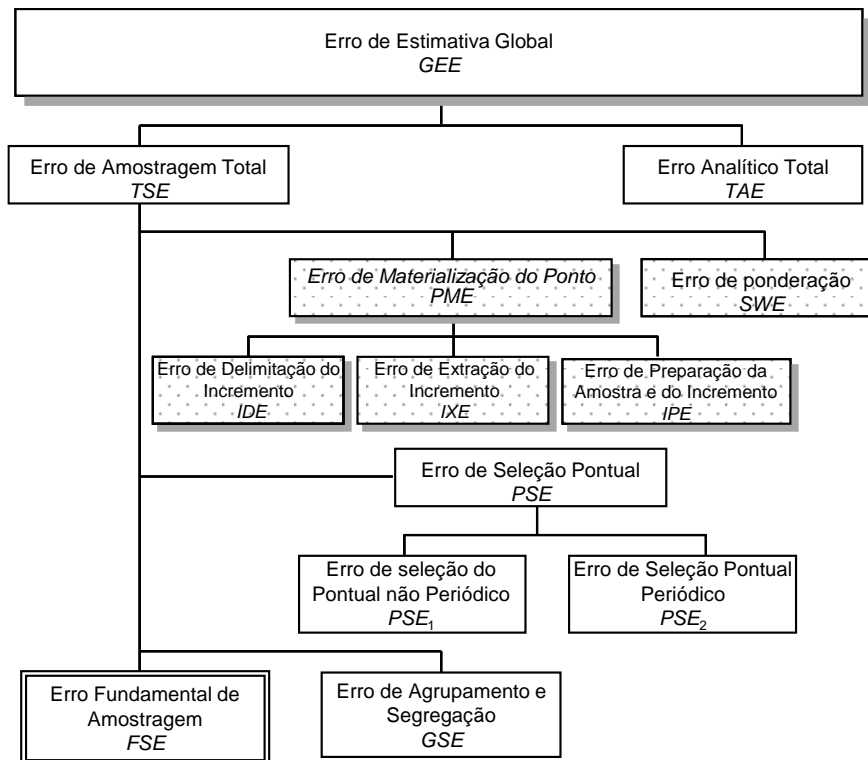 Erro de Estimativa Global
GEE
Erro de Amostragem Total
TSE
Erro Analítico Total
TAE
Erro de Materialização do Ponto
PME
Erro de ponderação
SWE
Erro de Delimitação do
Incremento
IDE
Erro de Extração do
Incremento
IXE
Erro de Preparação da
Amostra e do Incremento
IPE
Erro de Seleção Pontual
PSE
Erro de seleção do
Pontual não Periódico
PSE1
Erro de Seleção Pontual
Periódico
PSE2
Erro Fundamental de
Amostragem
FSE
Erro de Agrupamento e
Segregação
GSE